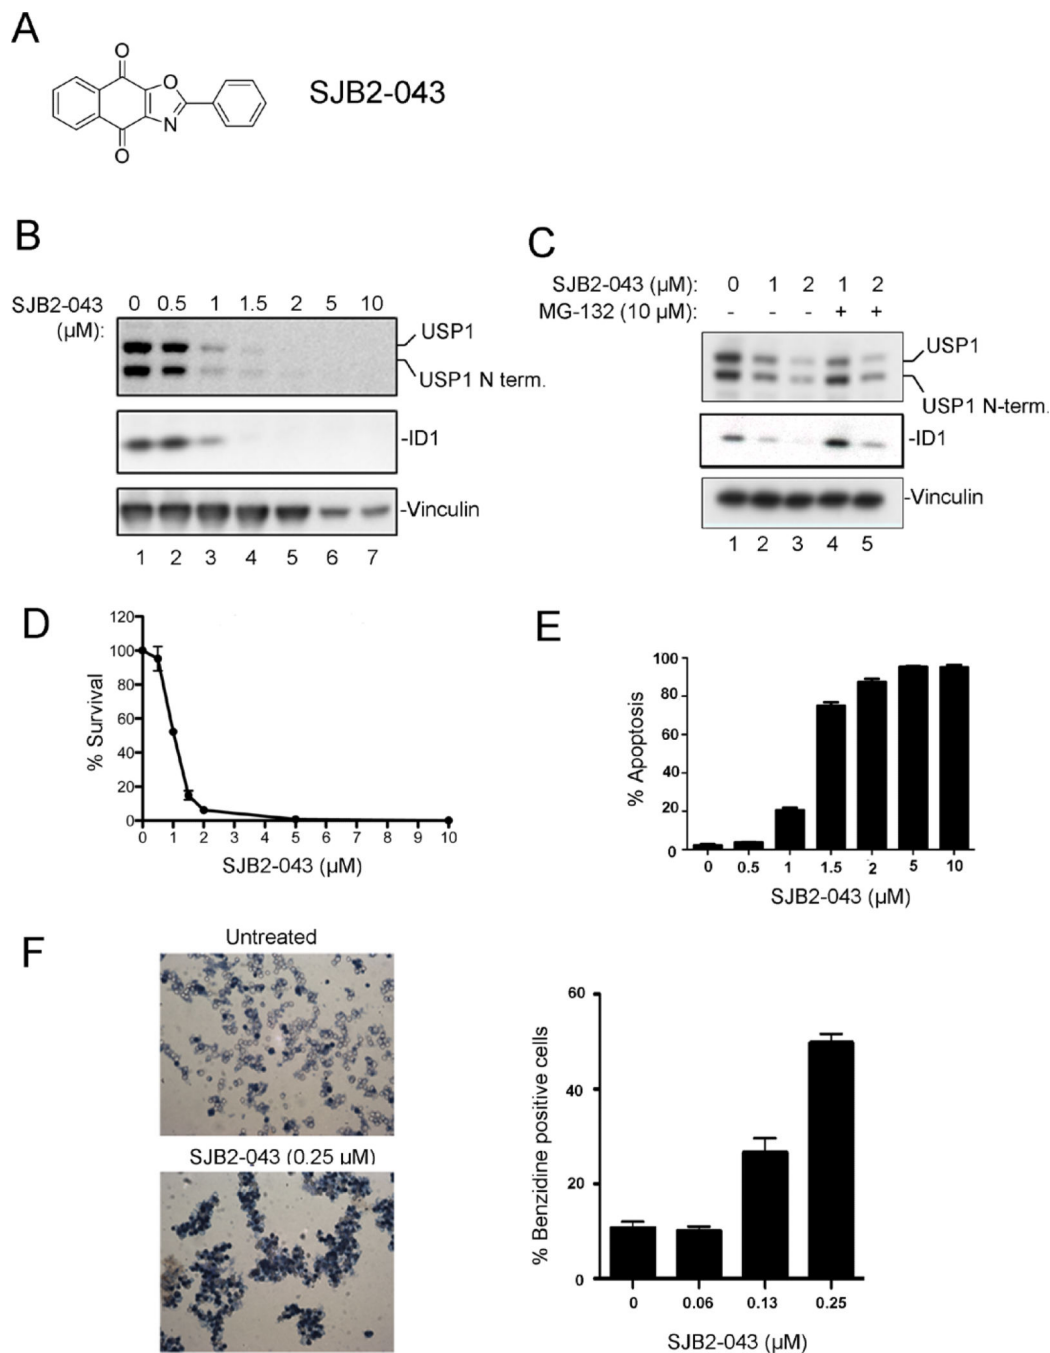 A
O
O
N
O
SJB2-043
B
SJB2-043 (µM): 0 0.5 1 1.5 2 5 10
USP1
USP1 N term.
-ID1
-Vinculin
1 2 3 4 5 6 7
C
SJB2-043 (µM): 0 1 2 1 2
MG-132 (10 µM): - - - + +
USP1
USP1 N-term.
-ID1
-Vinculin
1 2 3 4 5
D
% Survival
120
100
80
60
40
20
0
0 1 2 3 4 5 6 7 8 9 10
SJB2-043 (µM)
E
% Apoptosis
100
80
60
40
20
0
0 0.5 1 1.5 2 5 10
SJB2-043 (µM)
F
Untreated
SJB2-043 (0.25 µM)
% Benzidine positive cells
60
40
20
0
0 0.06 0.13 0.25
SJB2-043 (µM)